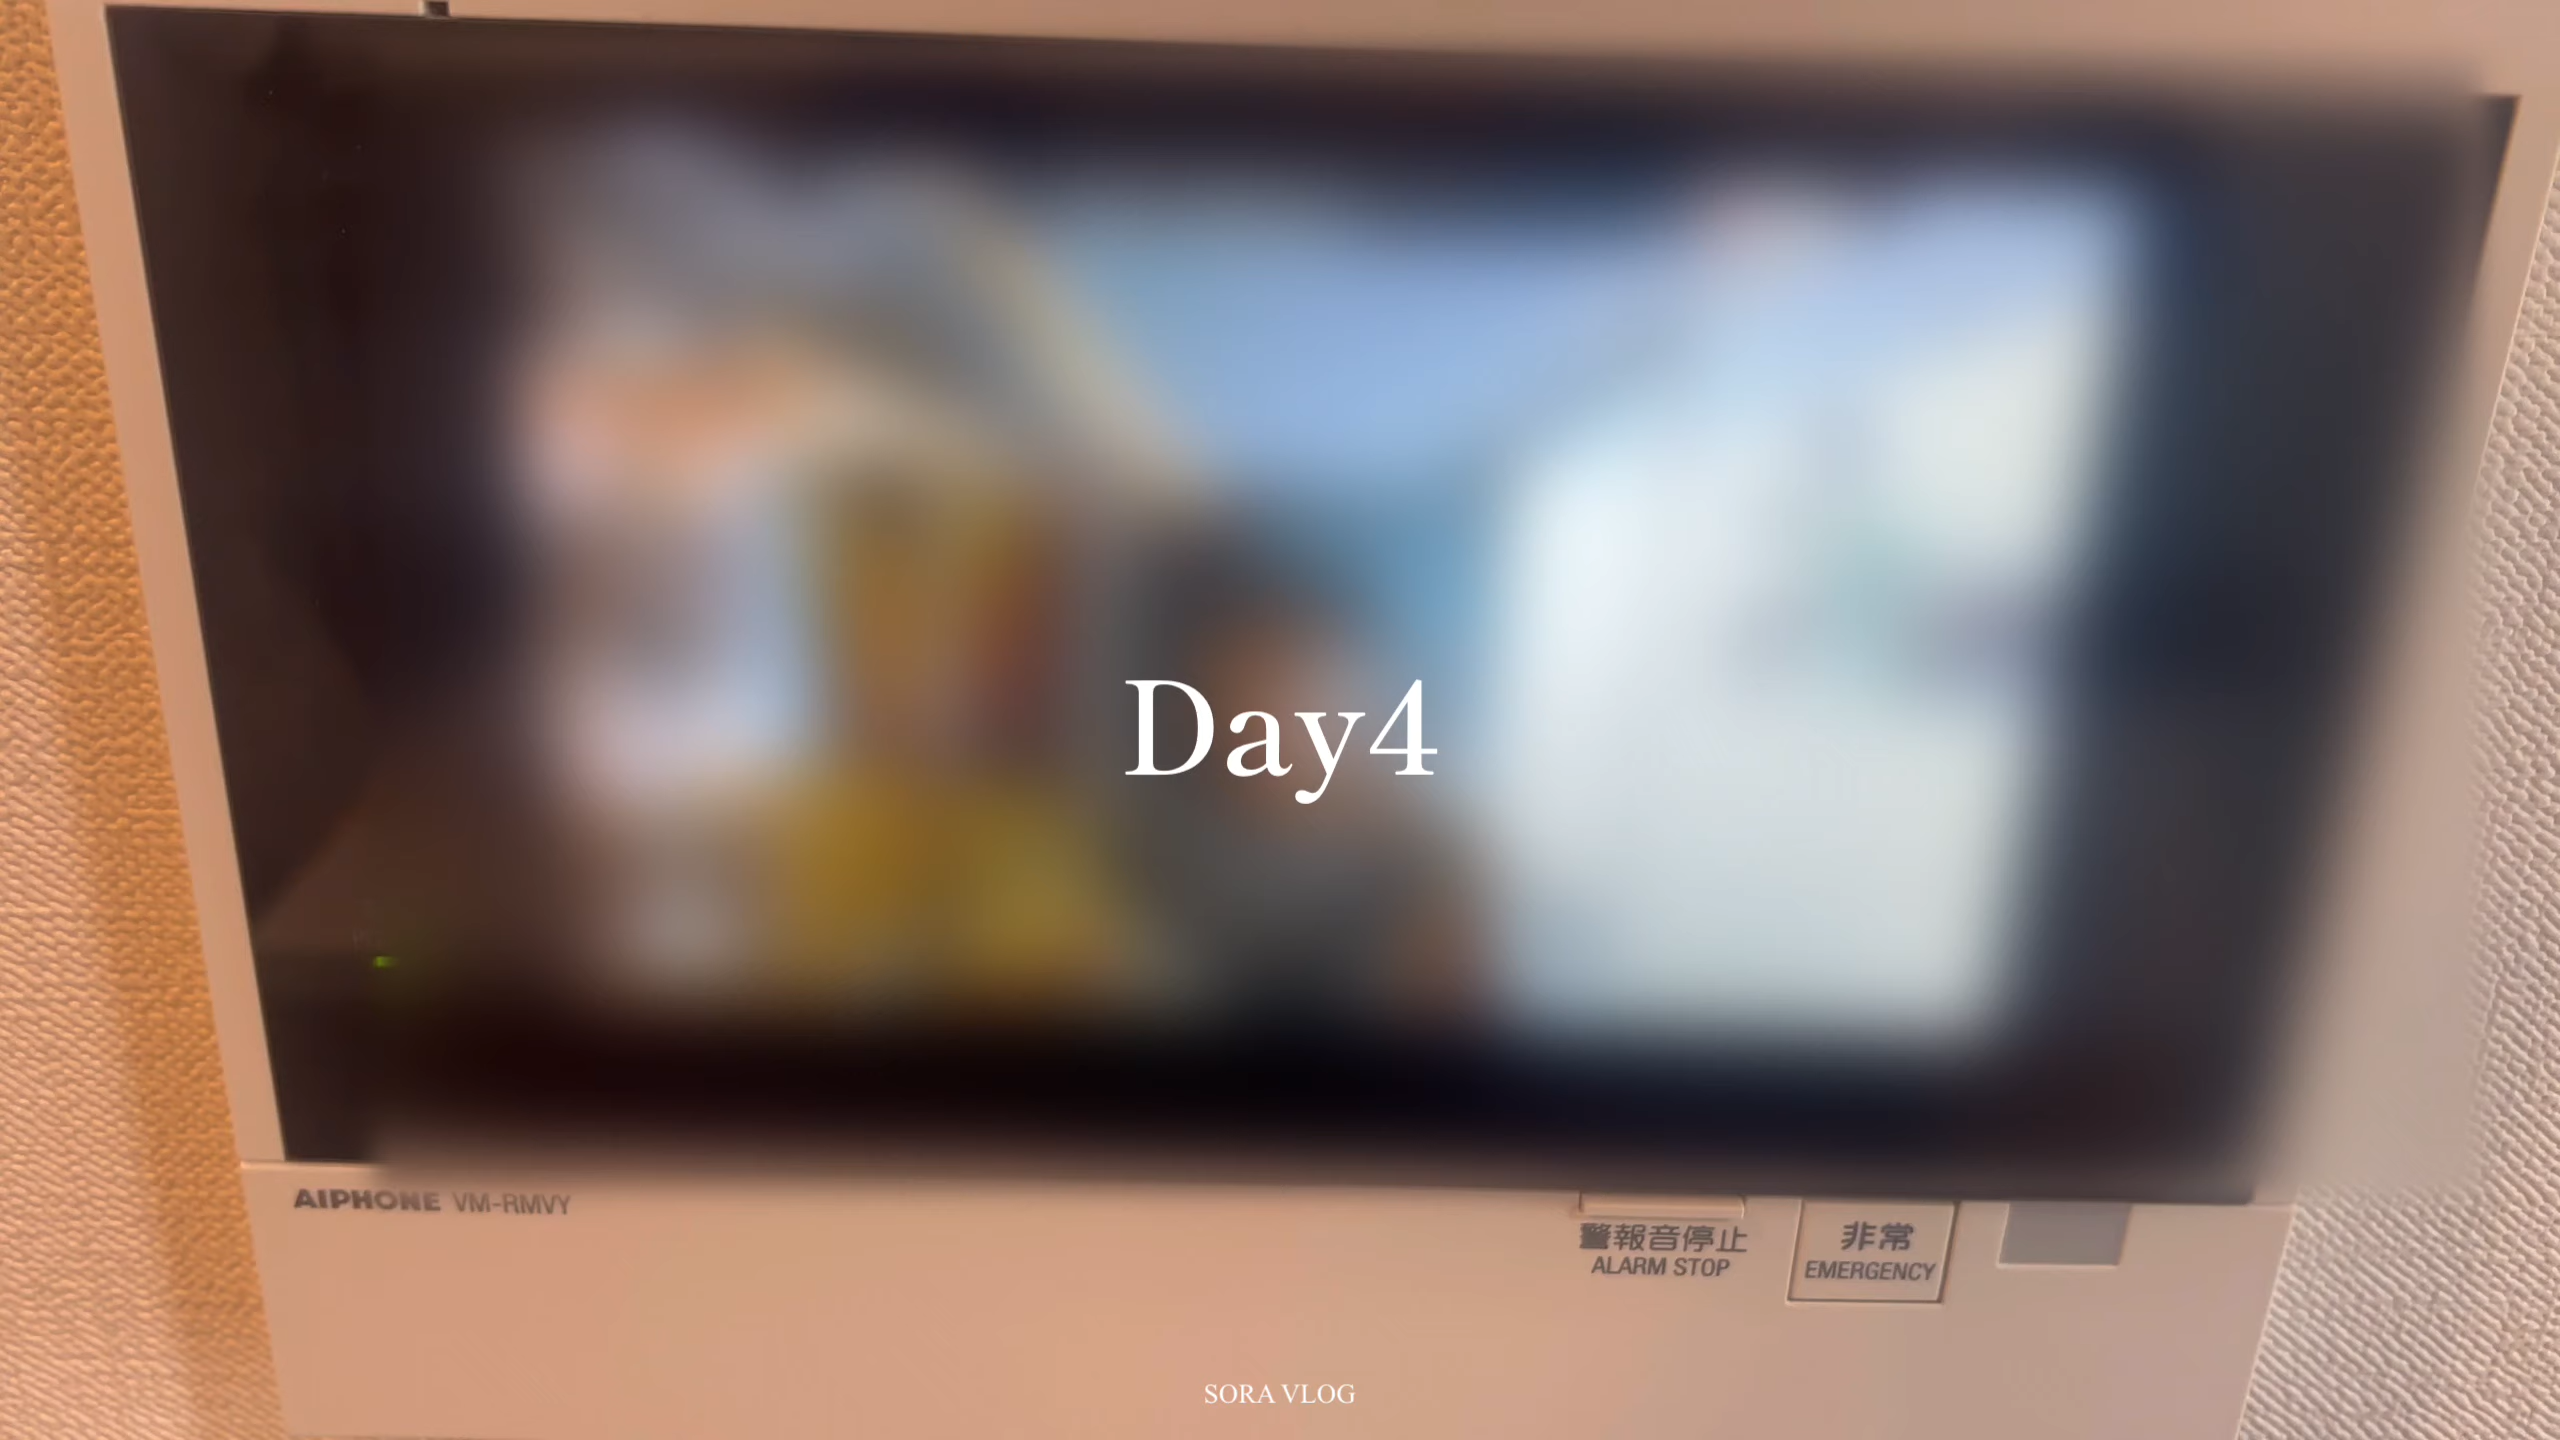 Day4
AIPHONE VM-RMVY
警報音停止
ALARM STOP
非常
EMERGENCY
SORA VLOG